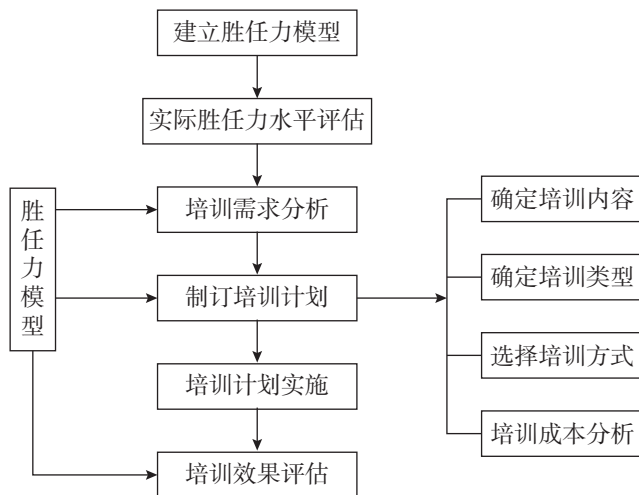 建立胜任力模型
实际胜任力水平评估
胜任力模型
培训需求分析
制订培训计划
培训计划实施
培训效果评估
确定培训内容
确定培训类型
选择培训方式
培训成本分析